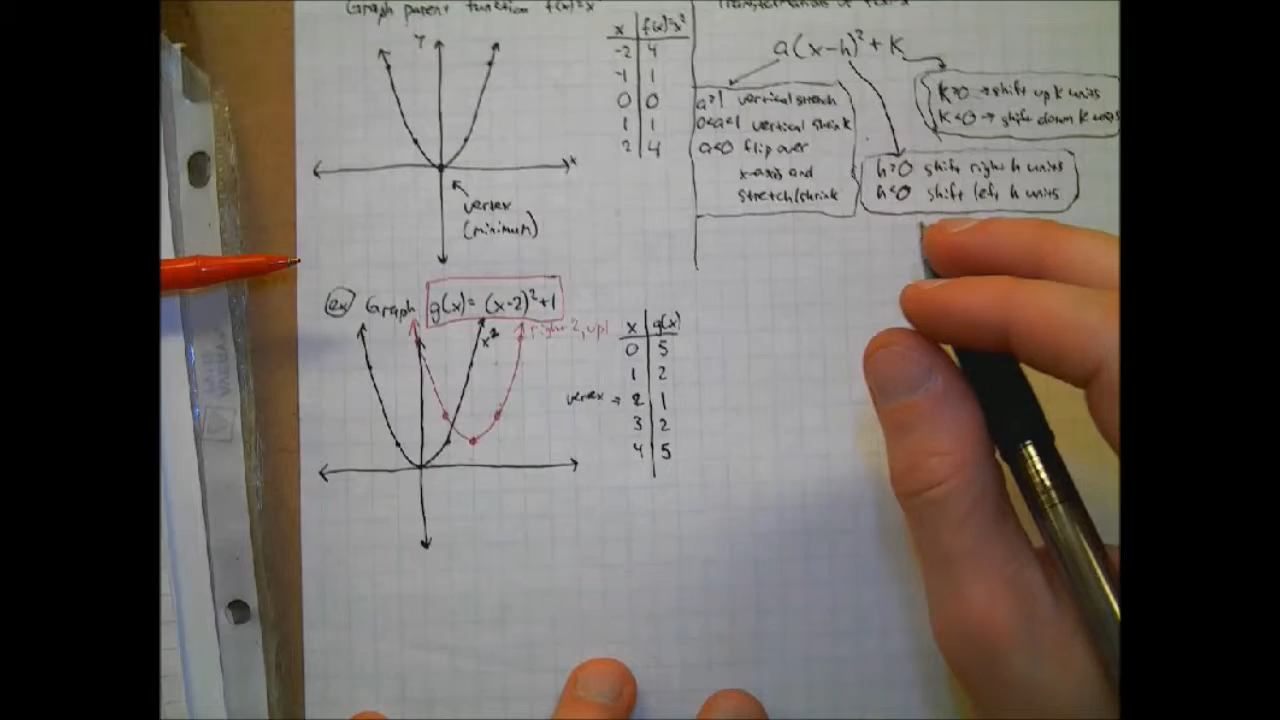 Graph parent function f(x)=x²
Transformations of
y
x
vertex
(minimum)
x f(x)=x²
-2 4
-1 1
0 0
1 1
2 4
a(x-h)²+k
a>1 vertical stretch
0<a<1 vertical shrink
a<0 flip over
x-axis and
stretch/shrink
k>0 → shift up k units
k<0 → shift down k units
h>0 shift right h units
h<0 shift left h units
ex Graph g(x)= (x-2)²+1
right 2, up 1
x²
x g(x)
0 5
1 2
vertex → 2 1
3 2
4 5